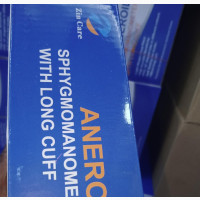 Zia Care
ANERO
SPHYGMOMANOME
WITH LONG CUFF